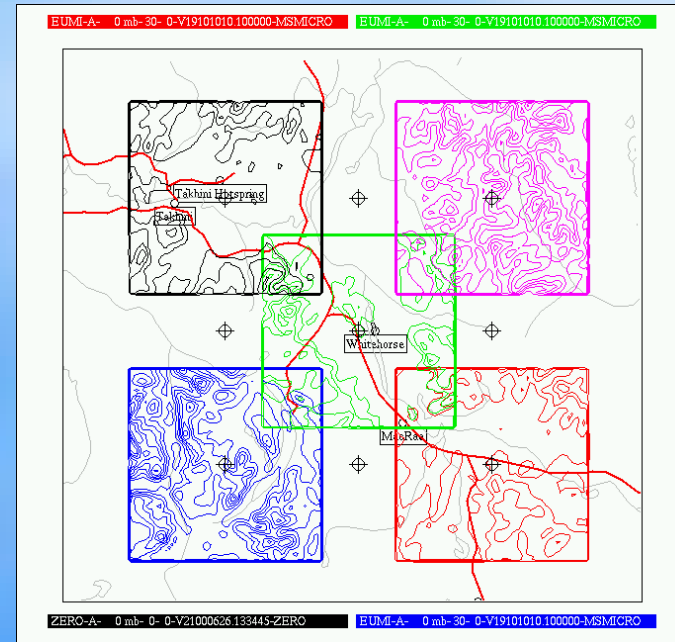 EUMI-A- 0 mb- 30- 0-V19101010.100000-MSMICRO
EUMI-A- 0 mb- 30- 0-V19101010.100000-MSMICRO
Takhini Hotspring
Takhini
Whitehorse
MacRae
ZERO-A- 0 mb- 0- 0-V21000626.133445-ZERO
EUMI-A- 0 mb- 30- 0-V19101010.100000-MSMICRO